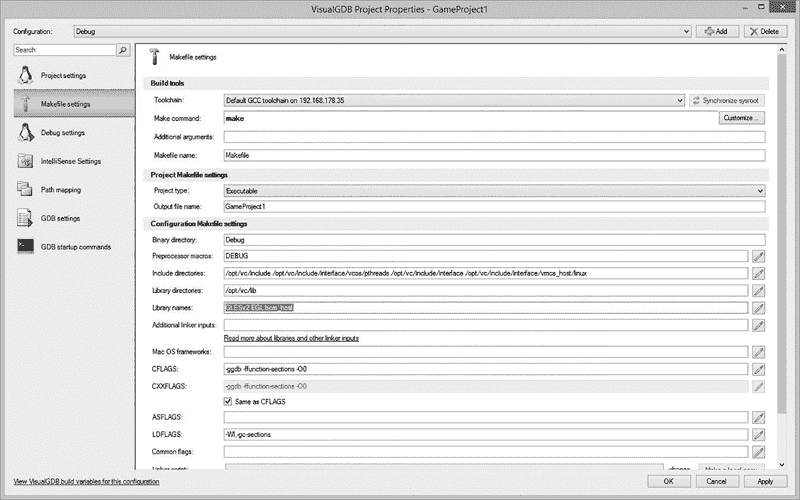 VisualGDB Project Properties - GameProject1
Configuration: Debug Add Delete
Search
Project settings
Makefile settings
Debug settings
IntelliSense Settings
Path mapping
GDB settings
GDB startup commands
Makefile settings
Build tools
Toolchain: Default GCC toolchain on 192.168.178.35 Synchronize sysroot
Make command: make Customize...
Additional arguments:
Makefile name: Makefile
Project Makefile settings
Project type: Executable
Output file name: GameProject1
Configuration Makefile settings
Binary directory: Debug
Preprocessor macros: DEBUG
Include directories: /opt/vc/include /opt/vc/include/interface/vcos/pthreads /opt/vc/include/interface /opt/vc/include/interface/vmcs_host/linux
Library directories: /opt/vc/lib
Library names: GLESv2 EGL bcm_host
Additional linker inputs:
Read more about libraries and other linker inputs
Mac OS frameworks:
CFLAGS: -ggdb -ffunction-sections -O0
CXXFLAGS: -ggdb -ffunction-sections -O0
Same as CFLAGS
ASFLAGS:
LDFLAGS: -Wl,-gc-sections
Common flags:
Linker script: change
View VisualGDB build variables for this configuration OK Cancel Apply